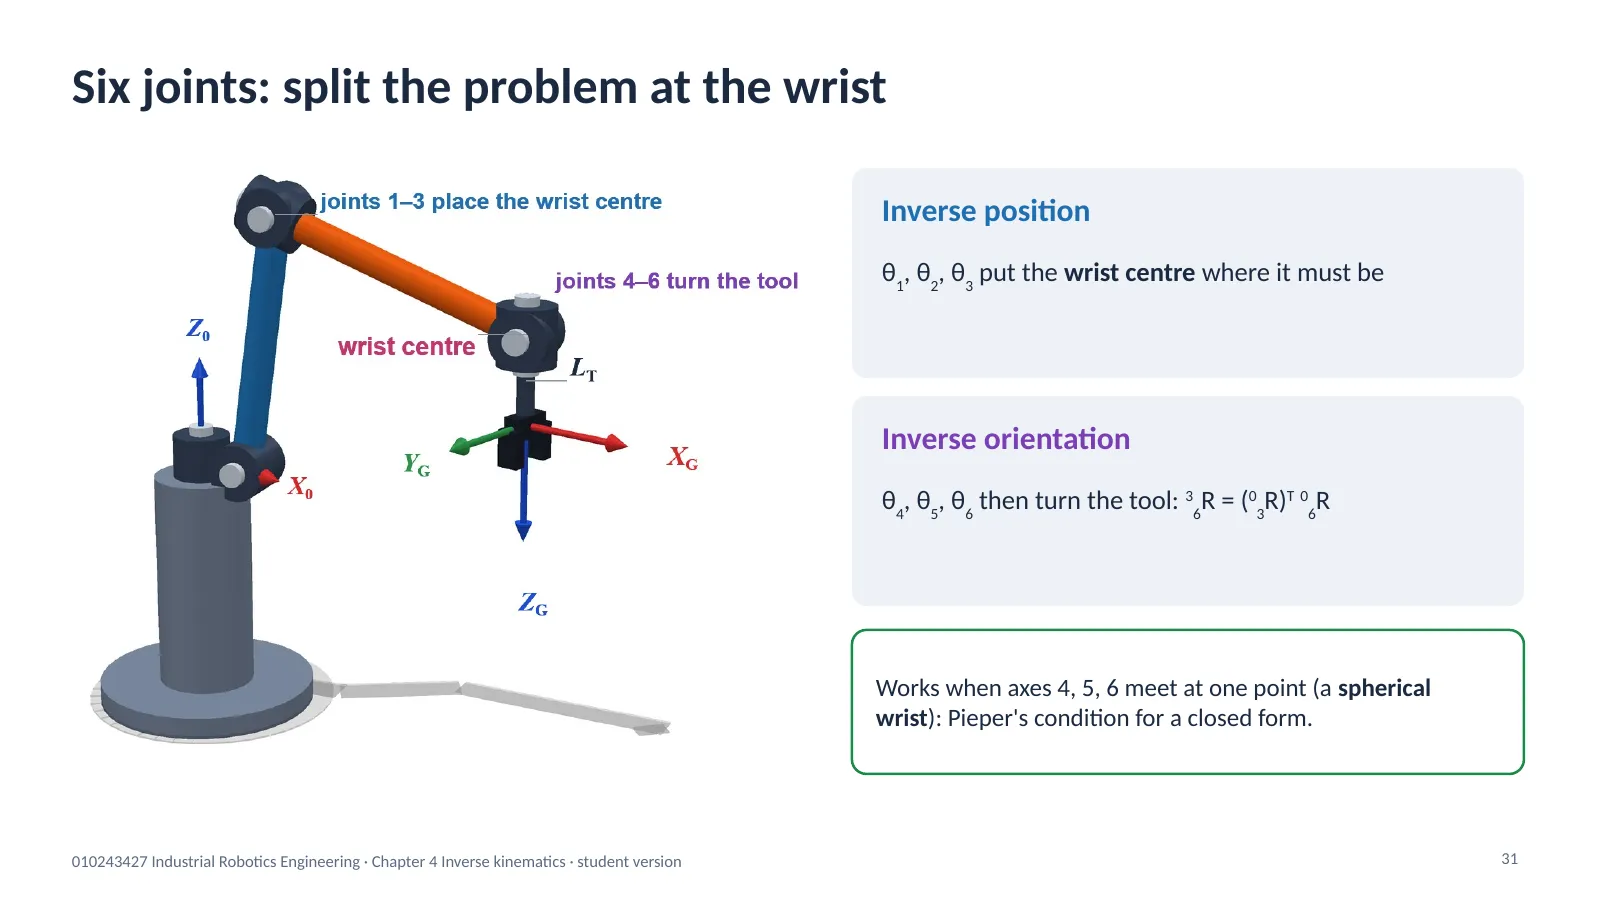 Six joints: split the problem at the wrist
joints 1–3 place the wrist centre
joints 4–6 turn the tool
Z₀
wrist centre
L_T
Y_G
X_G
X₀
Z_G
Inverse position
θ₁, θ₂, θ₃ put the wrist centre where it must be
Inverse orientation
θ₄, θ₅, θ₆ then turn the tool: ³₆R = (⁰₃R)ᵀ ⁰₆R
Works when axes 4, 5, 6 meet at one point (a spherical
wrist): Pieper's condition for a closed form.
010243427 Industrial Robotics Engineering · Chapter 4 Inverse kinematics · student version
31